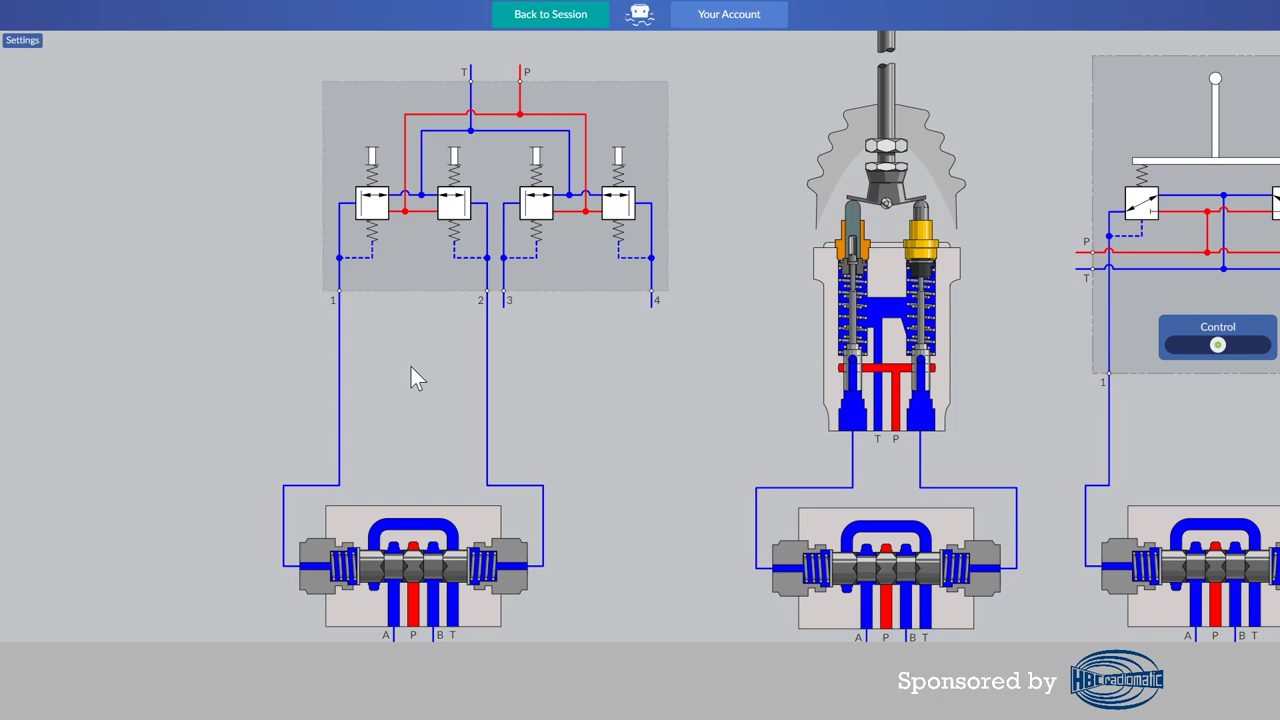 Back to Session
Your Account
Settings
T
P
1
2
3
4
A
P
B
T
T
P
A
P
B
T
P
T
Control
1
A
P
B
T
Sponsored by
HBC
radiomatic